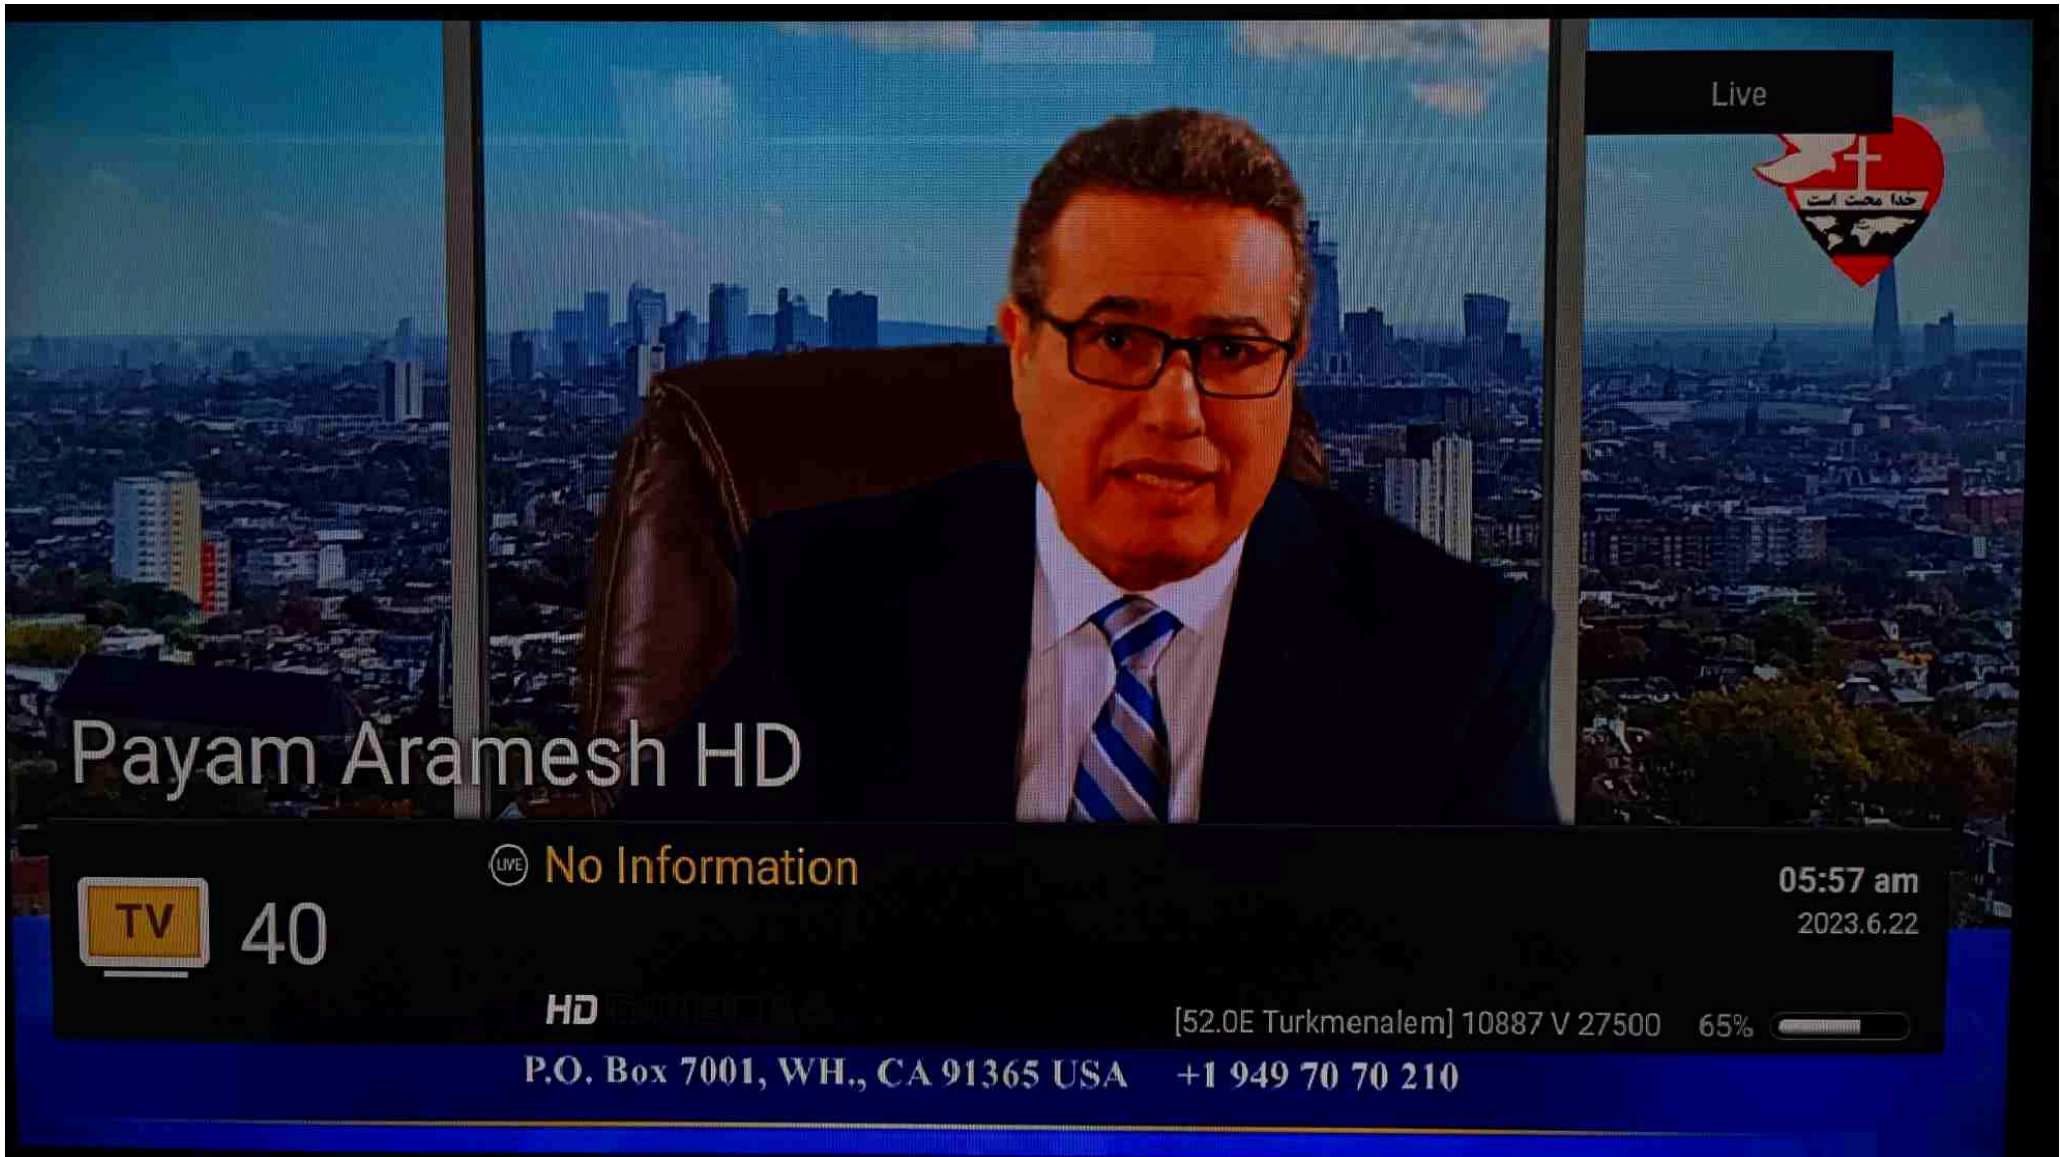 Live
خدا محبت است
Payam Aramesh HD
LIVE No Information
05:57 am
TV 40
2023.6.22
HD
[52.0E Turkmenalem] 10887 V 27500 65%
P.O. Box 7001, WH., CA 91365 USA +1 949 70 70 210